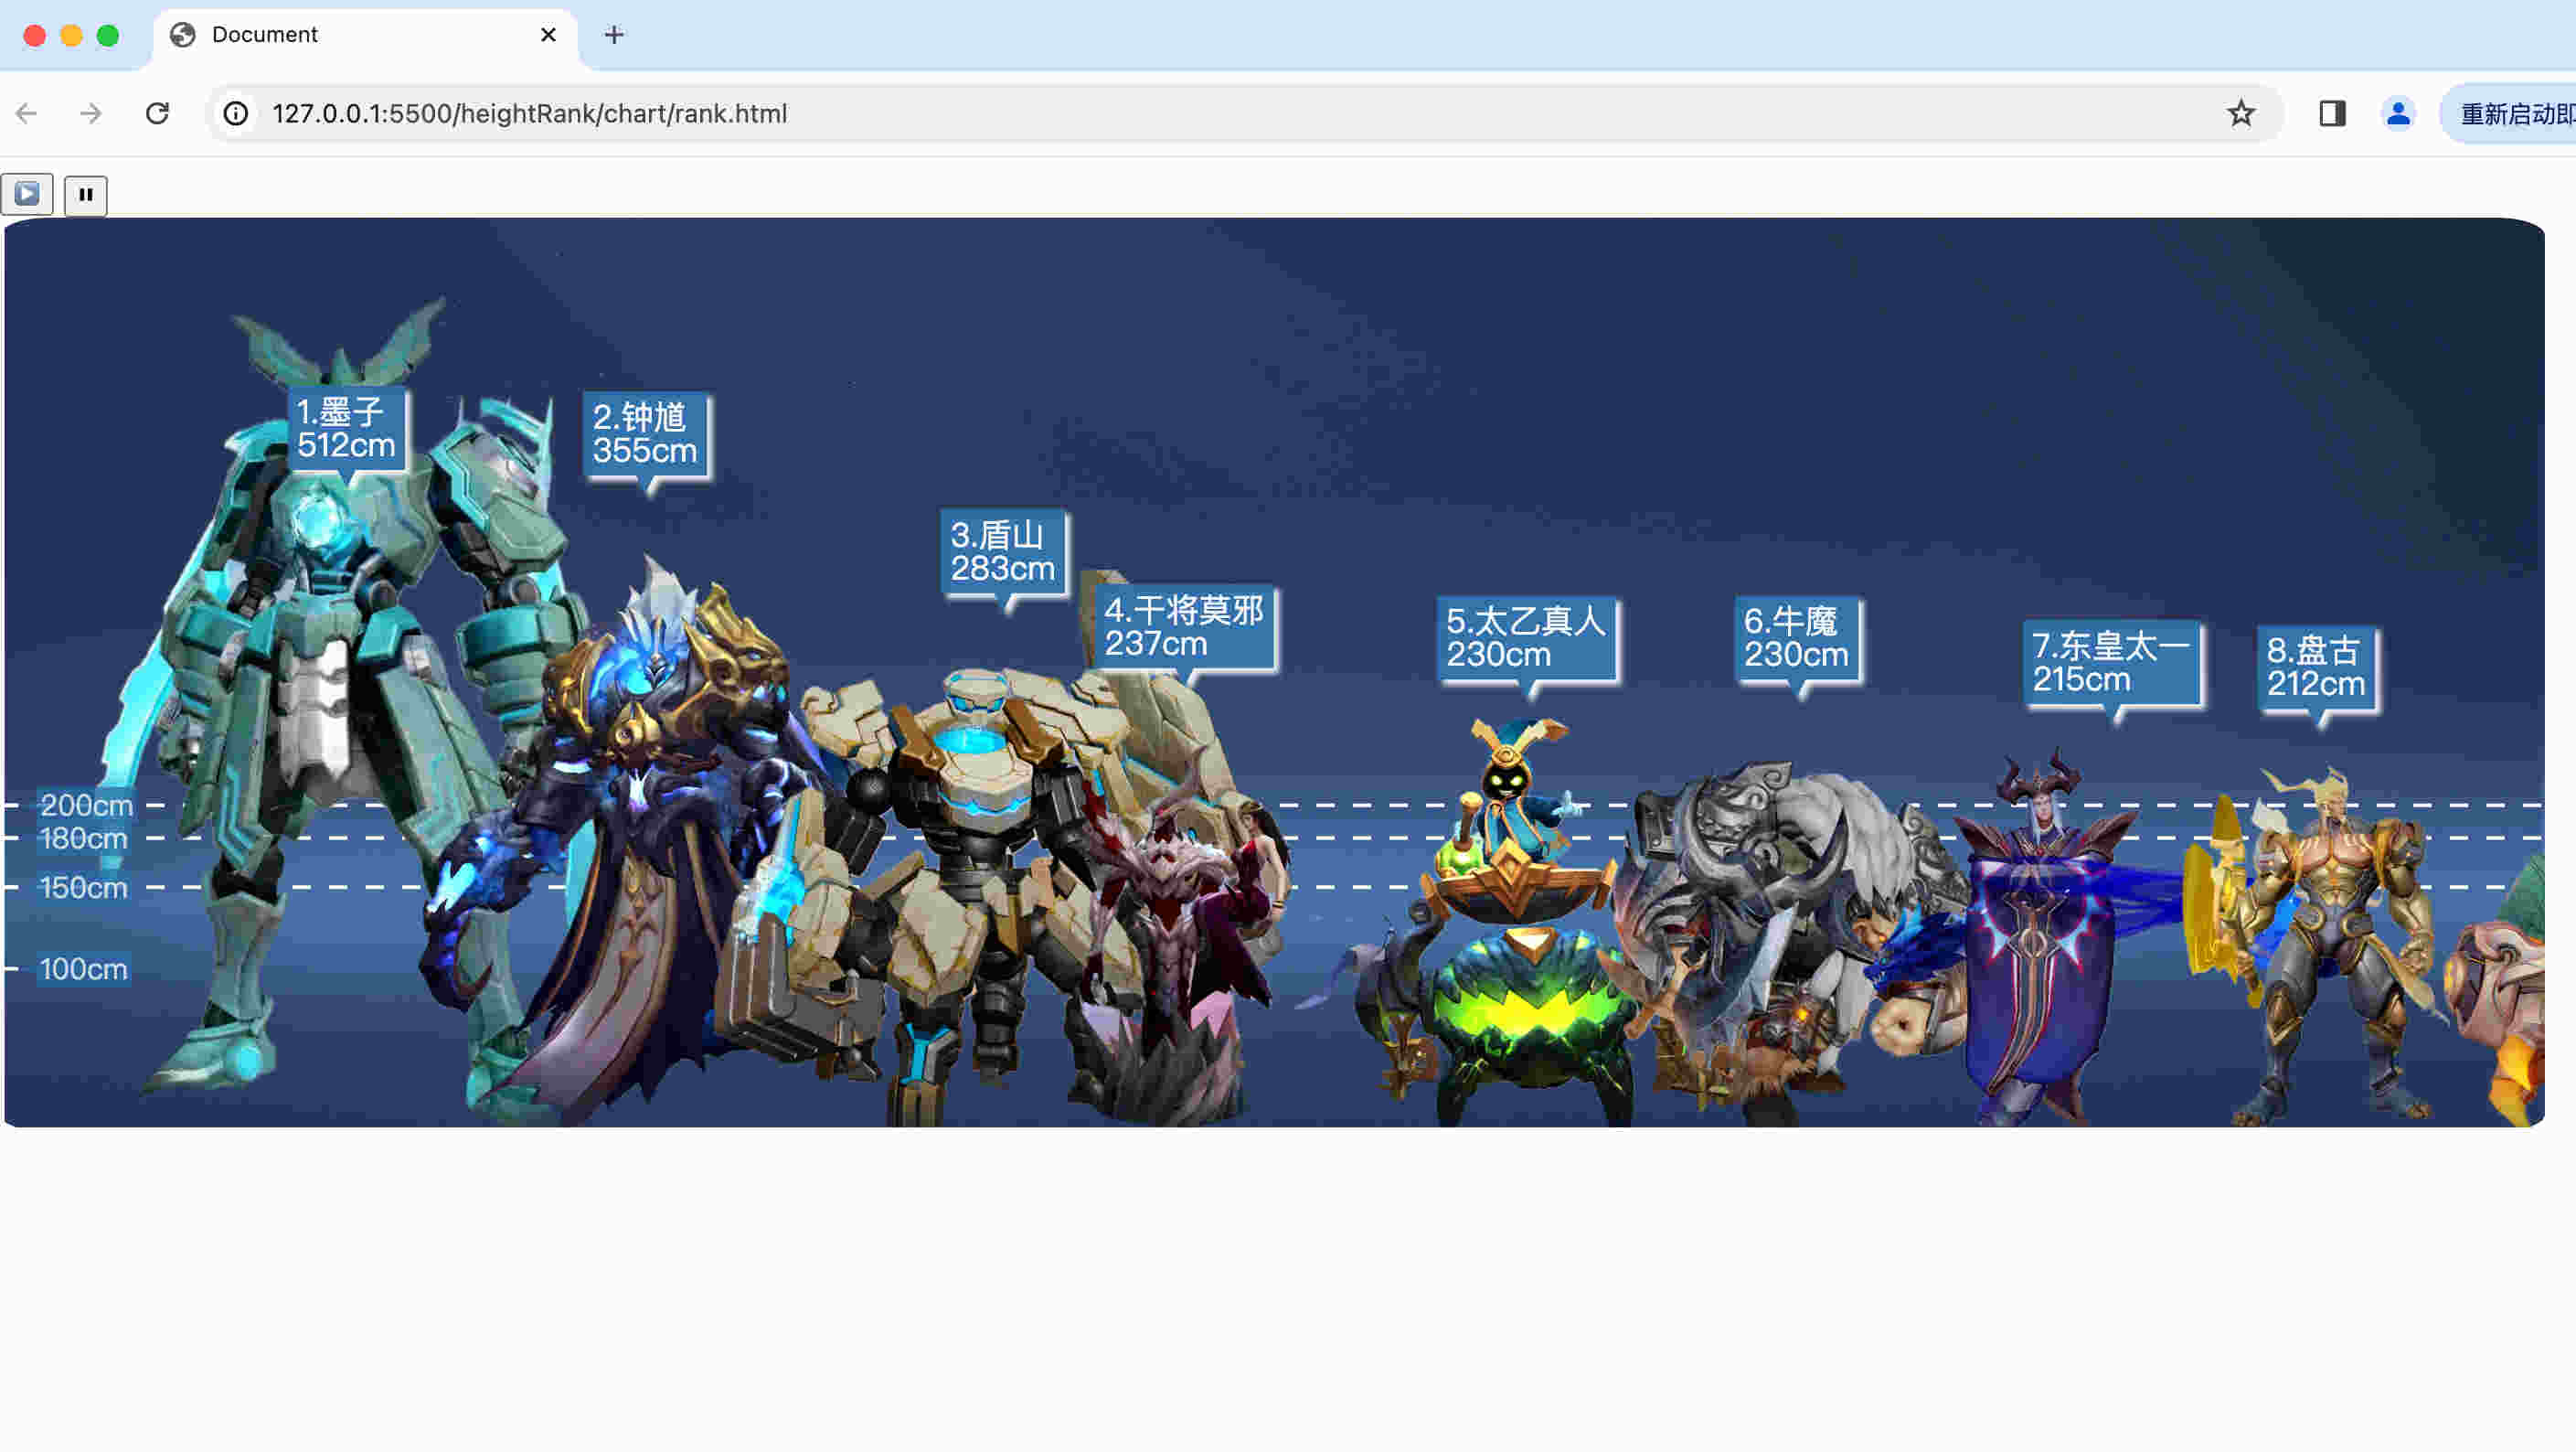 Document
127.0.0.1:5500/heightRank/chart/rank.html
重新启动即
1.墨子
512cm
2.钟馗
355cm
3.盾山
283cm
4.干将莫邪
237cm
5.太乙真人
230cm
6.牛魔
230cm
7.东皇太一
215cm
8.盘古
212cm
200cm
180cm
150cm
100cm